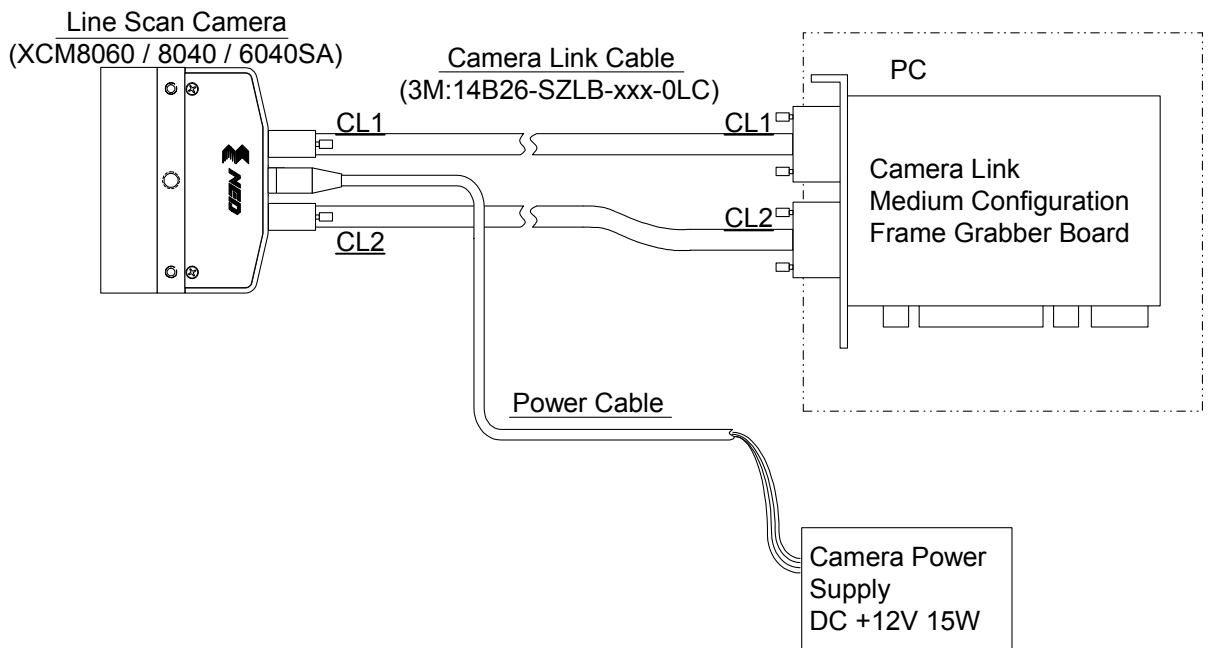 Line Scan Camera
(XCM8060 / 8040 / 6040SA)
Camera Link Cable
(3M:14B26-SZLB-xxx-0LC)
PC
CL1
CL1
NED
Camera Link
Medium Configuration
Frame Grabber Board
CL2
CL2
Power Cable
Camera Power
Supply
DC +12V 15W